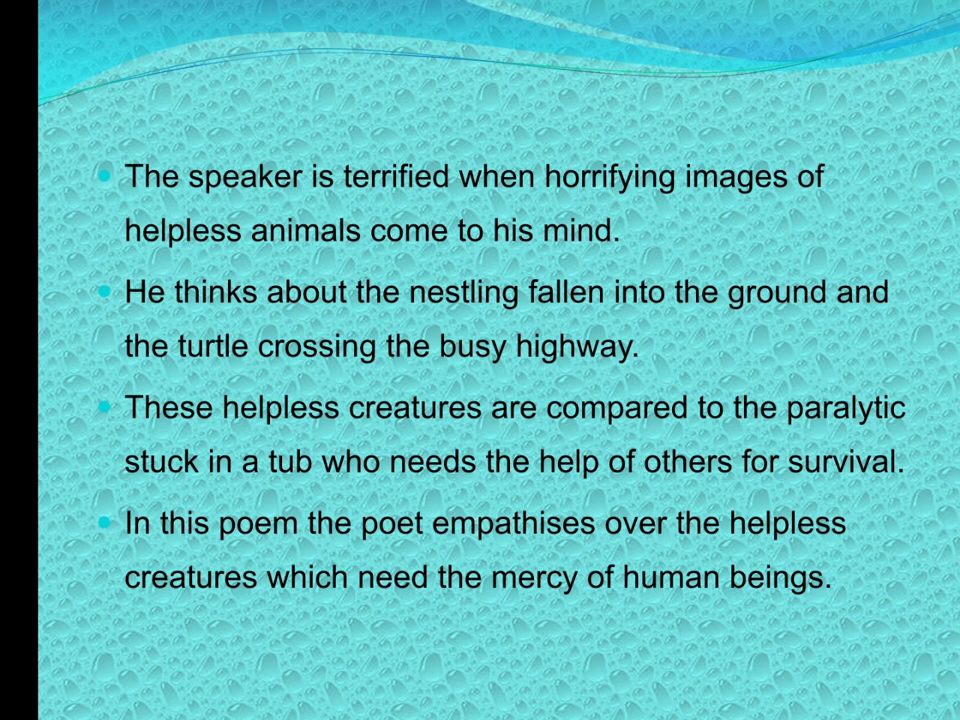 The speaker is terrified when horrifying images of
helpless animals come to his mind.
He thinks about the nestling fallen into the ground and
the turtle crossing the busy highway.
These helpless creatures are compared to the paralytic
stuck in a tub who needs the help of others for survival.
In this poem the poet empathises over the helpless
creatures which need the mercy of human beings.